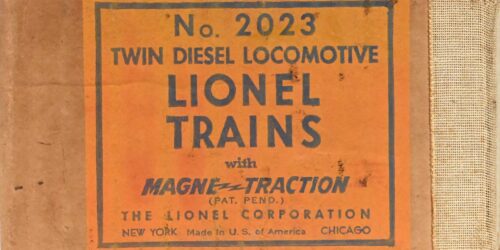 No. 2023
TWIN DIESEL LOCOMOTIVE
LIONEL
TRAINS
with
MAGNE-TRACTION
(PAT. PEND.)
THE LIONEL CORPORATION
NEW YORK Made in U. S. of America CHICAGO